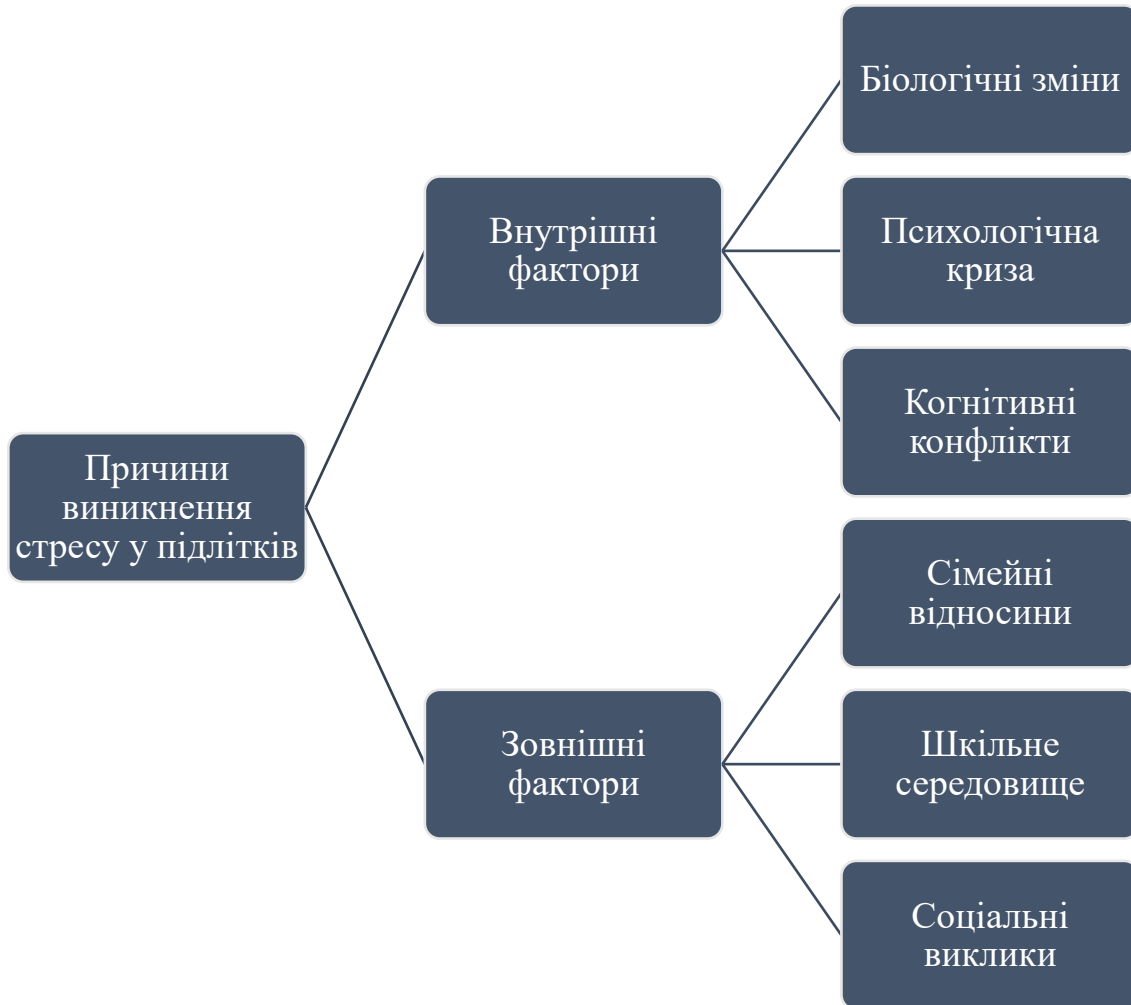 Причини
виникнення
стресу у підлітків
Внутрішні
фактори
Біологічні зміни
Психологічна
криза
Когнітивні
конфлікти
Зовнішні
фактори
Сімейні
відносини
Шкільне
середовище
Соціальні
виклики